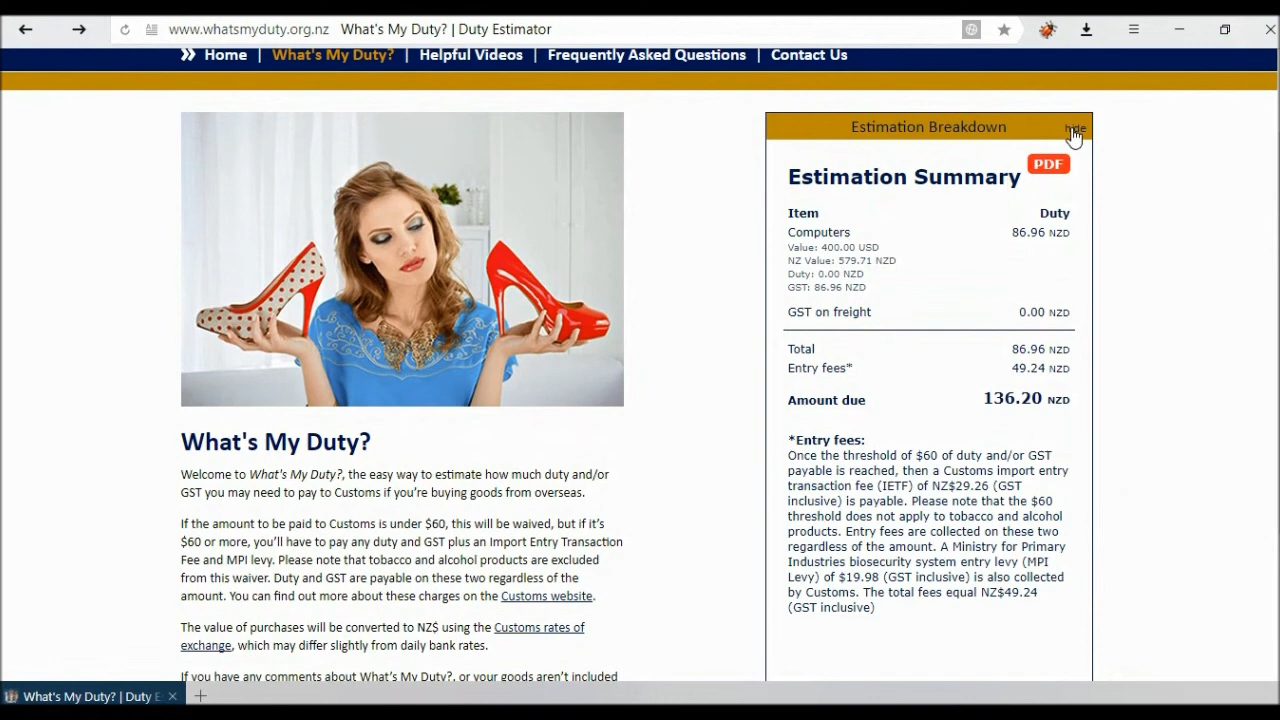 www.whatsmyduty.org.nz What's My Duty? | Duty Estimator
Home | What's My Duty? | Helpful Videos | Frequently Asked Questions | Contact Us
Estimation Breakdown
hide
PDF
Estimation Summary
Item Duty
Computers 86.96 NZD
Value: 400.00 USD
NZ Value: 579.71 NZD
Duty: 0.00 NZD
GST: 86.96 NZD
GST on freight 0.00 NZD
Total 86.96 NZD
Entry fees* 49.24 NZD
Amount due 136.20 NZD
*Entry fees:
Once the threshold of $60 of duty and/or GST
payable is reached, then a Customs import entry
transaction fee (IETF) of NZ$29.26 (GST
inclusive) is payable. Please note that the $60
threshold does not apply to tobacco and alcohol
products. Entry fees are collected on these two
regardless of the amount. A Ministry for Primary
Industries biosecurity system entry levy (MPI
Levy) of $19.98 (GST inclusive) is also collected
by Customs. The total fees equal NZ$49.24
(GST inclusive)
What's My Duty?
Welcome to What's My Duty?, the easy way to estimate how much duty and/or
GST you may need to pay to Customs if you're buying goods from overseas.
If the amount to be paid to Customs is under $60, this will be waived, but if it's
$60 or more, you'll have to pay any duty and GST plus an Import Entry Transaction
Fee and MPI levy. Please note that tobacco and alcohol products are excluded
from this waiver. Duty and GST are payable on these two regardless of the
amount. You can find out more about these charges on the Customs website.
The value of purchases will be converted to NZ$ using the Customs rates of
exchange, which may differ slightly from daily bank rates.
If you have any comments about What's My Duty?, or your goods aren't included
What's My Duty? | Duty E